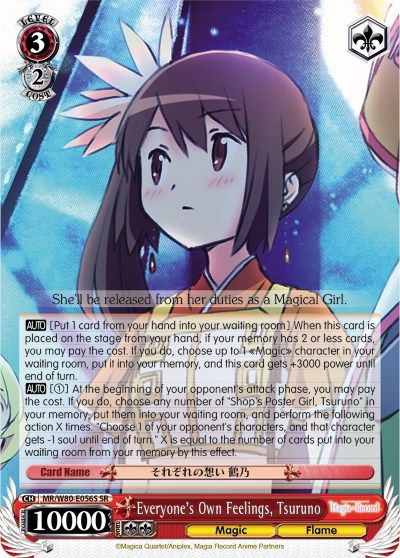 LEVEL
3
2
COST
She'll be released from her duties as a Magical Girl.
AUTO [Put 1 card from your hand into your waiting room] When this card is
placed on the stage from your hand, if your memory has 2 or less cards,
you may pay the cost. If you do, choose up to 1 «Magic» character in your
waiting room, put it into your memory, and this card gets +3000 power until
end of turn.
AUTO [①] At the beginning of your opponent's attack phase, you may pay
the cost. If you do, choose any number of "Shop's Poster Girl, Tsuruno" in
your memory, put them into your waiting room, and perform the following
action X times. "Choose 1 of your opponent's characters, and that character
gets -1 soul until end of turn." X is equal to the number of cards put into your
waiting room from your memory by this effect.
Card Name それぞれの想い 鶴乃
CH MR/W80-E056S SR
Everyone's Own Feelings, Tsuruno
Magia Record
POWER 10000 Magic Flame
©Magica Quartet/Aniplex, Magia Record Anime Partners